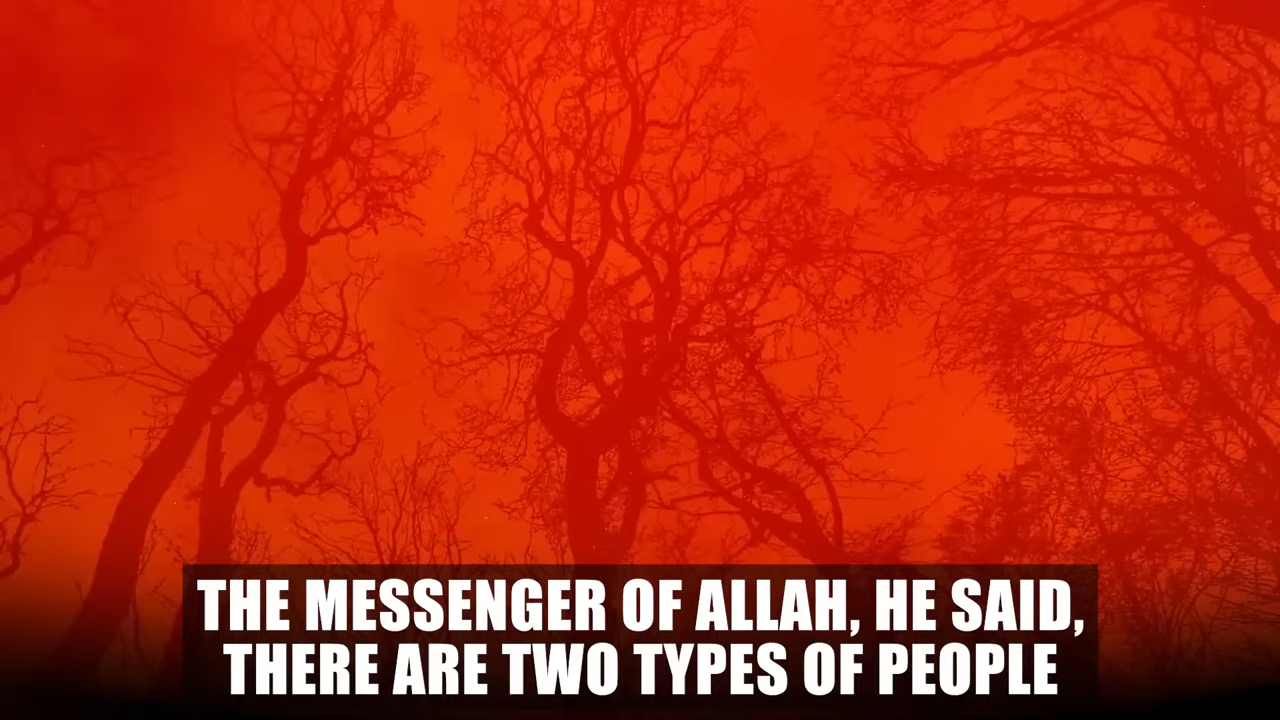 THE MESSENGER OF ALLAH, HE SAID,
THERE ARE TWO TYPES OF PEOPLE